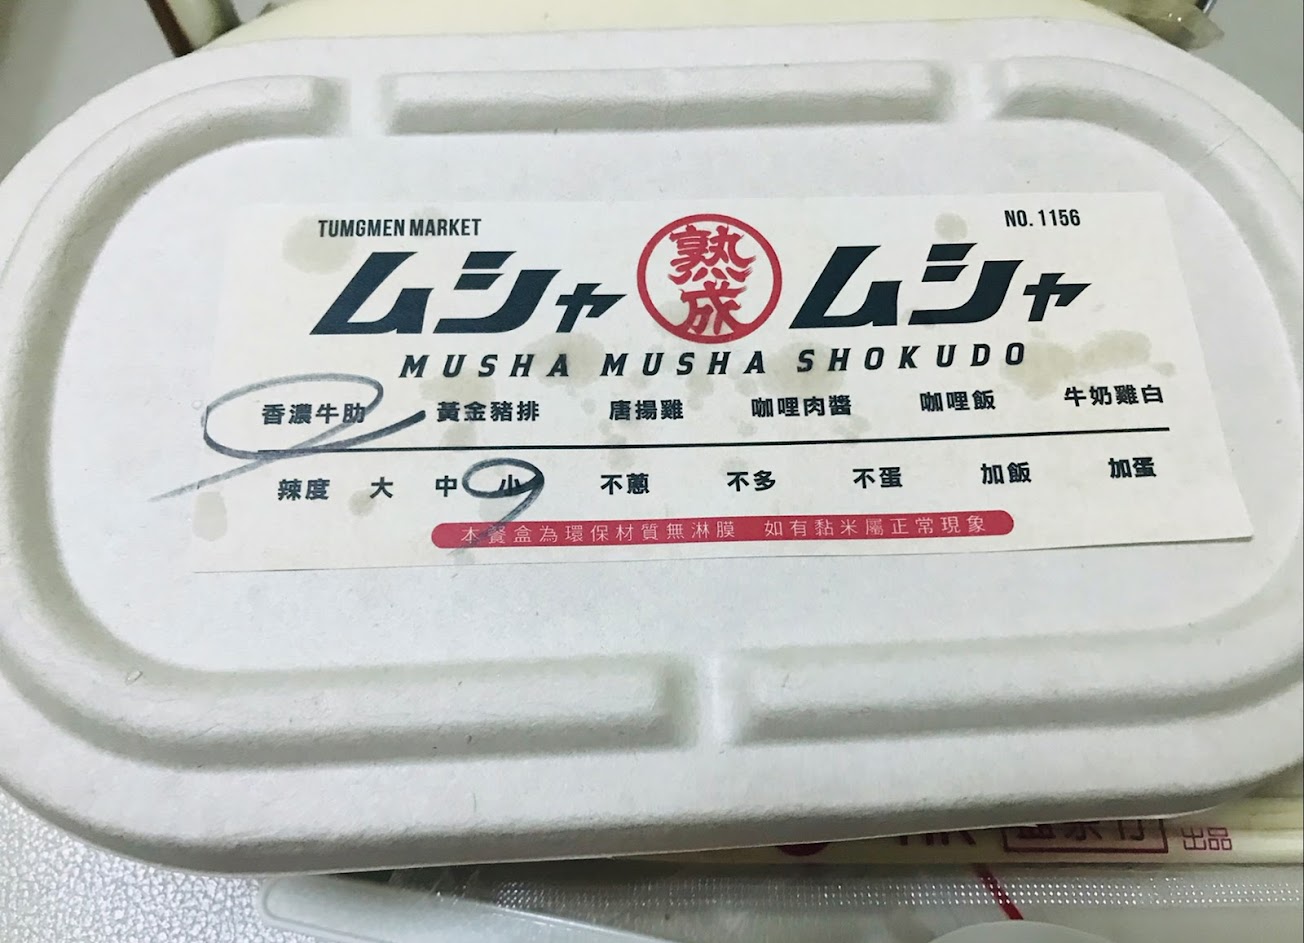 TUMGMEN MARKET
NO. 1156
ムシャ 熟成 ムシャ
MUSHA MUSHA SHOKUDO
香濃牛肋 黃金豬排 唐揚雞 咖哩肉醬 咖哩飯 牛奶雞白
辣度 大 中 小 不蔥 不多 不蛋 加飯 加蛋
本餐盒為環保材質無淋膜 如有黏米屬正常現象
出品